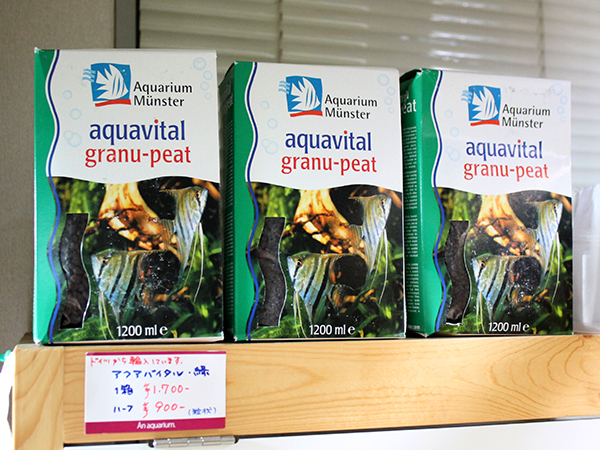 Aquarium
Münster
aquavital
granu-peat
1200 ml e
Aquarium
Münster
aquavital
granu-peat
1200 ml e
Aquarium
Münster
aquavital
granu-peat
1200 ml e
ドイツから輸入しています。
アクアバイタル・緑
1箱 ¥1.700-
ハーフ ¥900-
An aquarium.